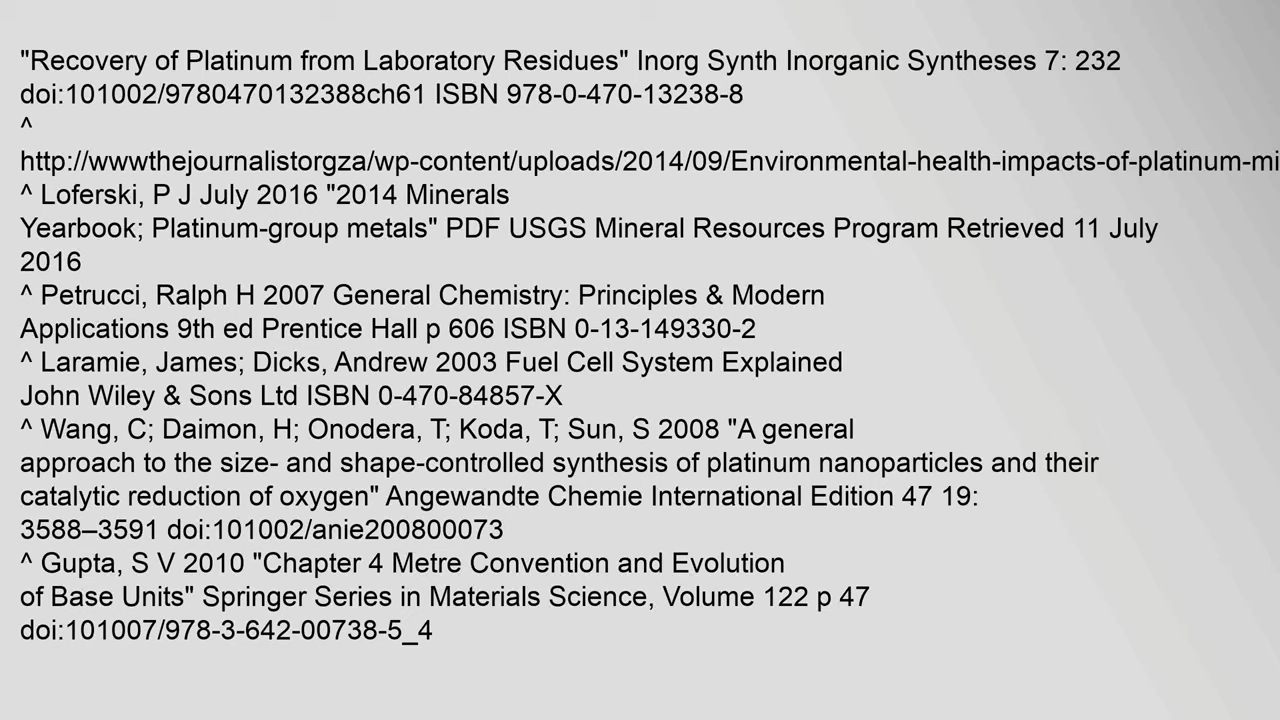 "Recovery of Platinum from Laboratory Residues" Inorg Synth Inorganic Syntheses 7: 232
doi:101002/9780470132388ch61 ISBN 978-0-470-13238-8
^
http://wwwthejournalistorgza/wp-content/uploads/2014/09/Environmental-health-impacts-of-platinum-mi
^ Loferski, P J July 2016 "2014 Minerals
Yearbook; Platinum-group metals" PDF USGS Mineral Resources Program Retrieved 11 July
2016
^ Petrucci, Ralph H 2007 General Chemistry: Principles & Modern
Applications 9th ed Prentice Hall p 606 ISBN 0-13-149330-2
^ Laramie, James; Dicks, Andrew 2003 Fuel Cell System Explained
John Wiley & Sons Ltd ISBN 0-470-84857-X
^ Wang, C; Daimon, H; Onodera, T; Koda, T; Sun, S 2008 "A general
approach to the size- and shape-controlled synthesis of platinum nanoparticles and their
catalytic reduction of oxygen" Angewandte Chemie International Edition 47 19:
3588–3591 doi:101002/anie200800073
^ Gupta, S V 2010 "Chapter 4 Metre Convention and Evolution
of Base Units" Springer Series in Materials Science, Volume 122 p 47
doi:101007/978-3-642-00738-5_4